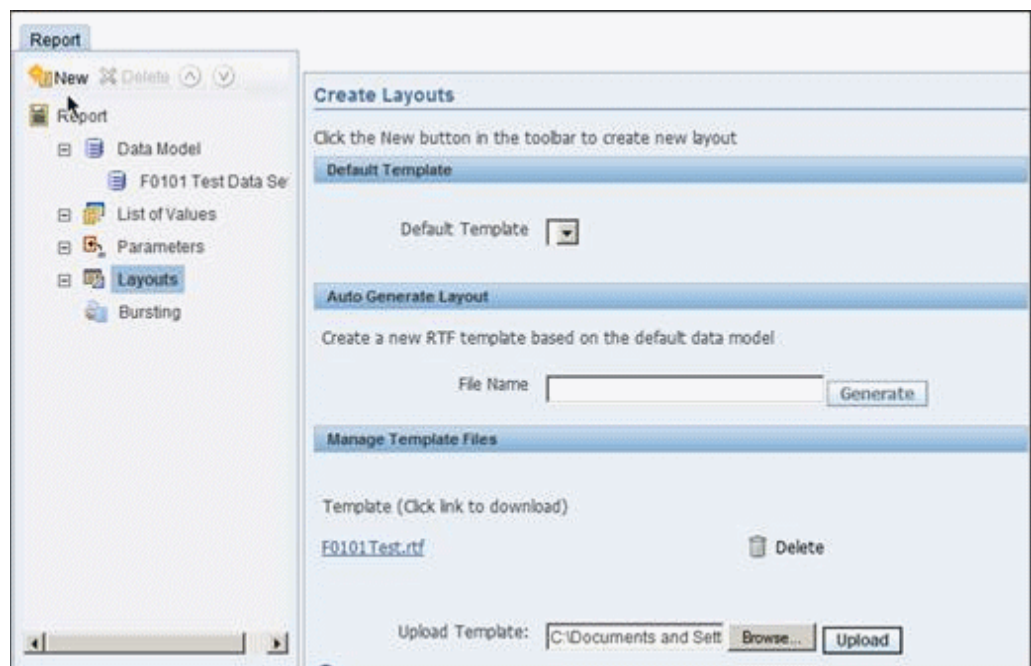 Report
New Delete
Report
Data Model
F0101 Test Data Se
List of Values
Parameters
Layouts
Bursting
Create Layouts
Click the New button in the toolbar to create new layout
Default Template
Default Template
Auto Generate Layout
Create a new RTF template based on the default data model
File Name
Generate
Manage Template Files
Template (Click link to download)
F0101Test.rtf
Delete
Upload Template: C:\Documents and Sett Browse... Upload